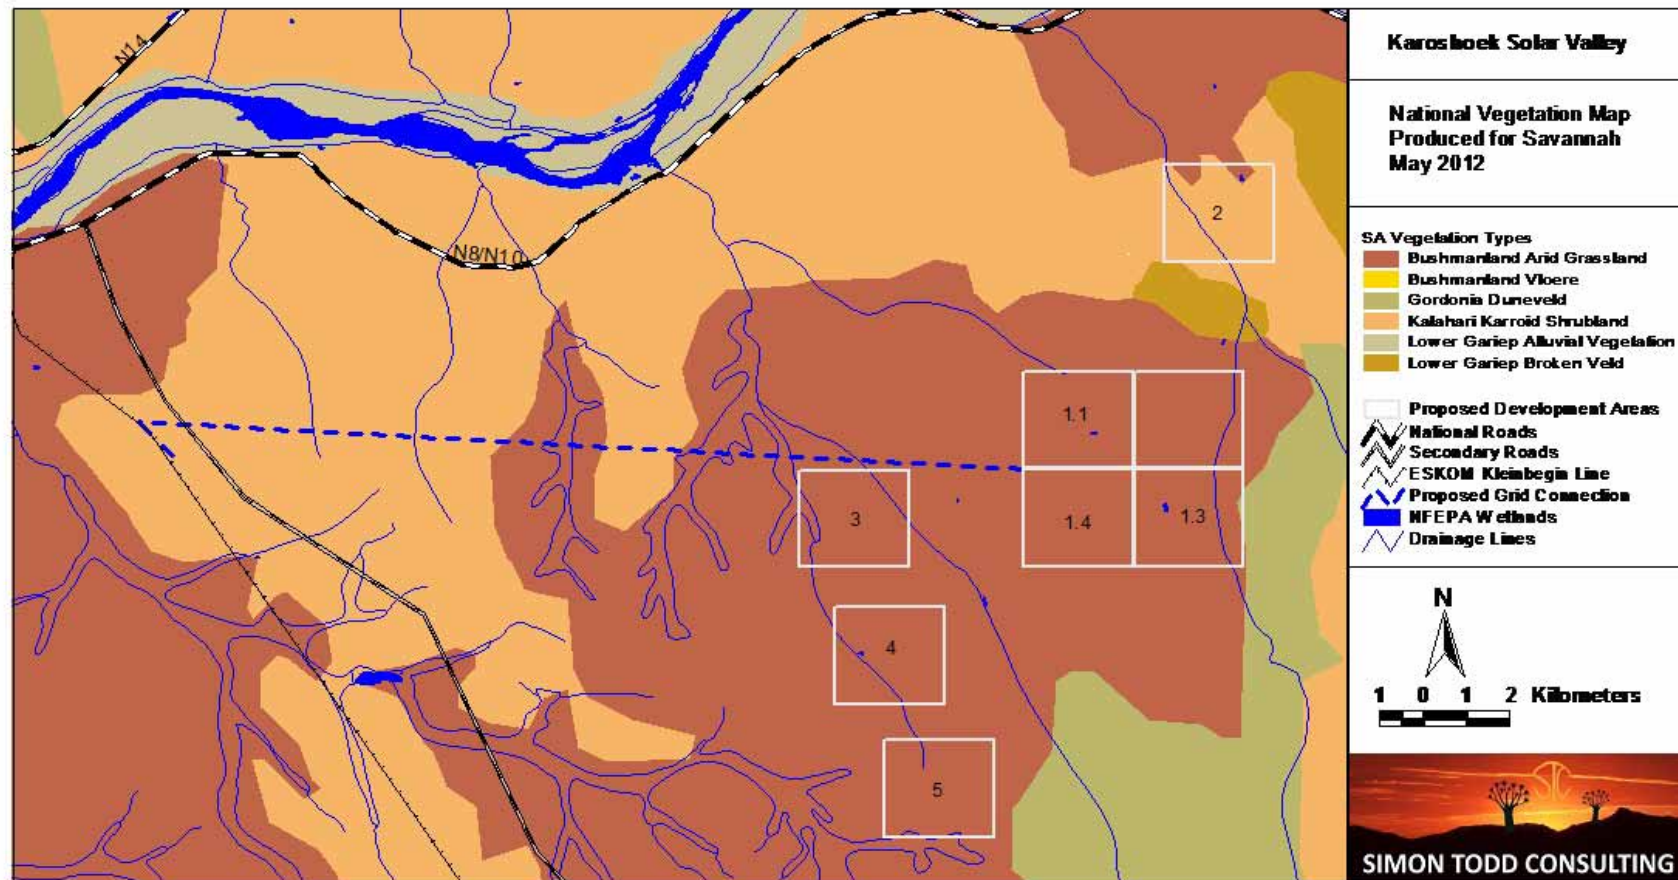 N14
N8/N10
2
1.1
3
1.4
1.3
4
5
Karoshoek Solar Valley
National Vegetation Map
Produced for Savannah
May 2012
SA Vegetation Types
Bushmanland Arid Grassland
Bushmanland Vloere
Gordonia Duneveld
Kalahari Karroid Shrubland
Lower Gariep Alluvial Vegetation
Lower Gariep Broken Veld
Proposed Development Areas
National Roads
Secondary Roads
ESKOM Kleinbegin Line
Proposed Grid Connection
NFEPA Wetlands
Drainage Lines
N
1 0 1 2 Kilometers
STC
SIMON TODD CONSULTING